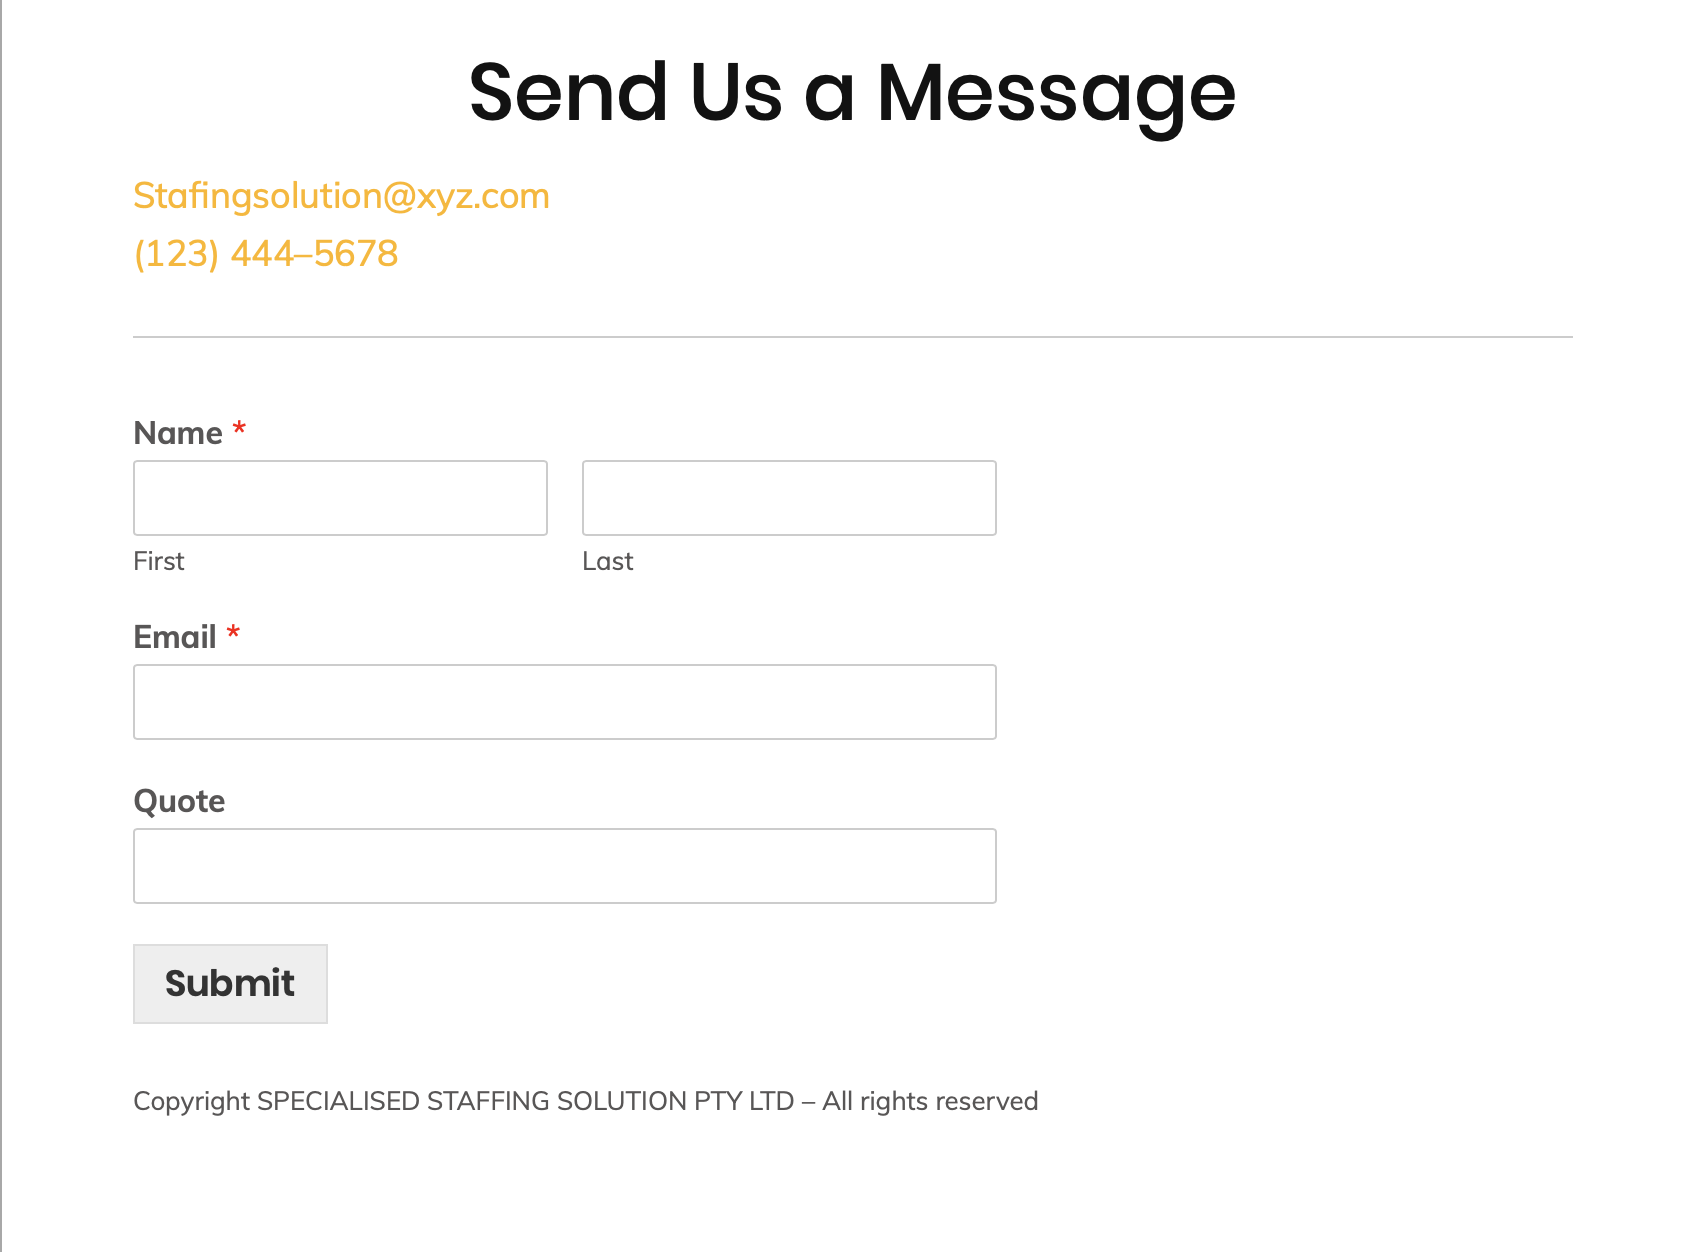 Send Us a Message
Stafingsolution@xyz.com
(123) 444–5678
Name *
First Last
Email *
Quote
Submit
Copyright SPECIALISED STAFFING SOLUTION PTY LTD – All rights reserved